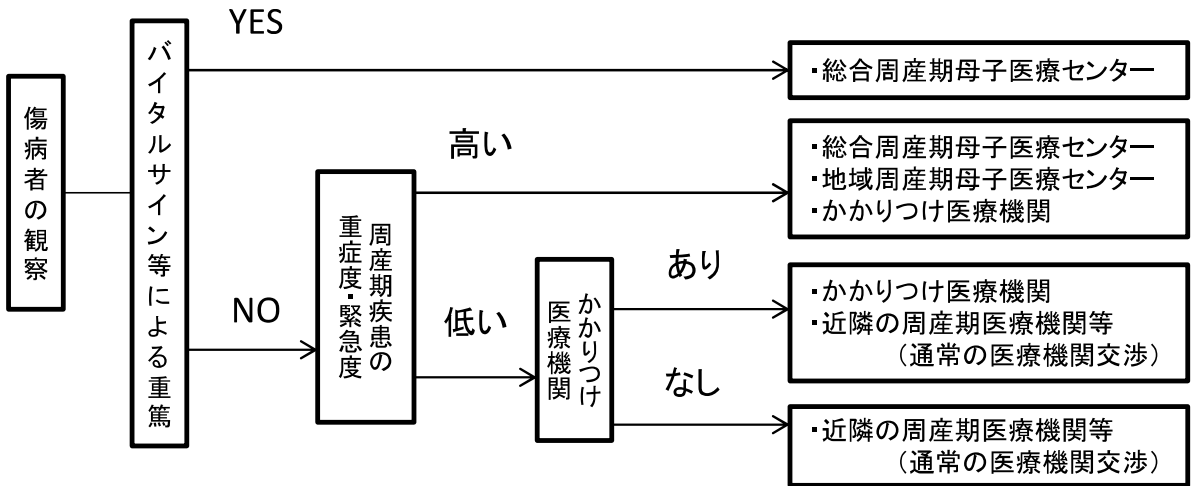 傷病者の観察
バイタルサイン等による重篤
YES
・総合周産期母子医療センター
NO
周産期疾患の
重症度・緊急度
高い
・総合周産期母子医療センター
・地域周産期母子医療センター
・かかりつけ医療機関
低い
かかりつけ
医療機関
あり
・かかりつけ医療機関
・近隣の周産期医療機関等
（通常の医療機関交渉）
なし
・近隣の周産期医療機関等
（通常の医療機関交渉）